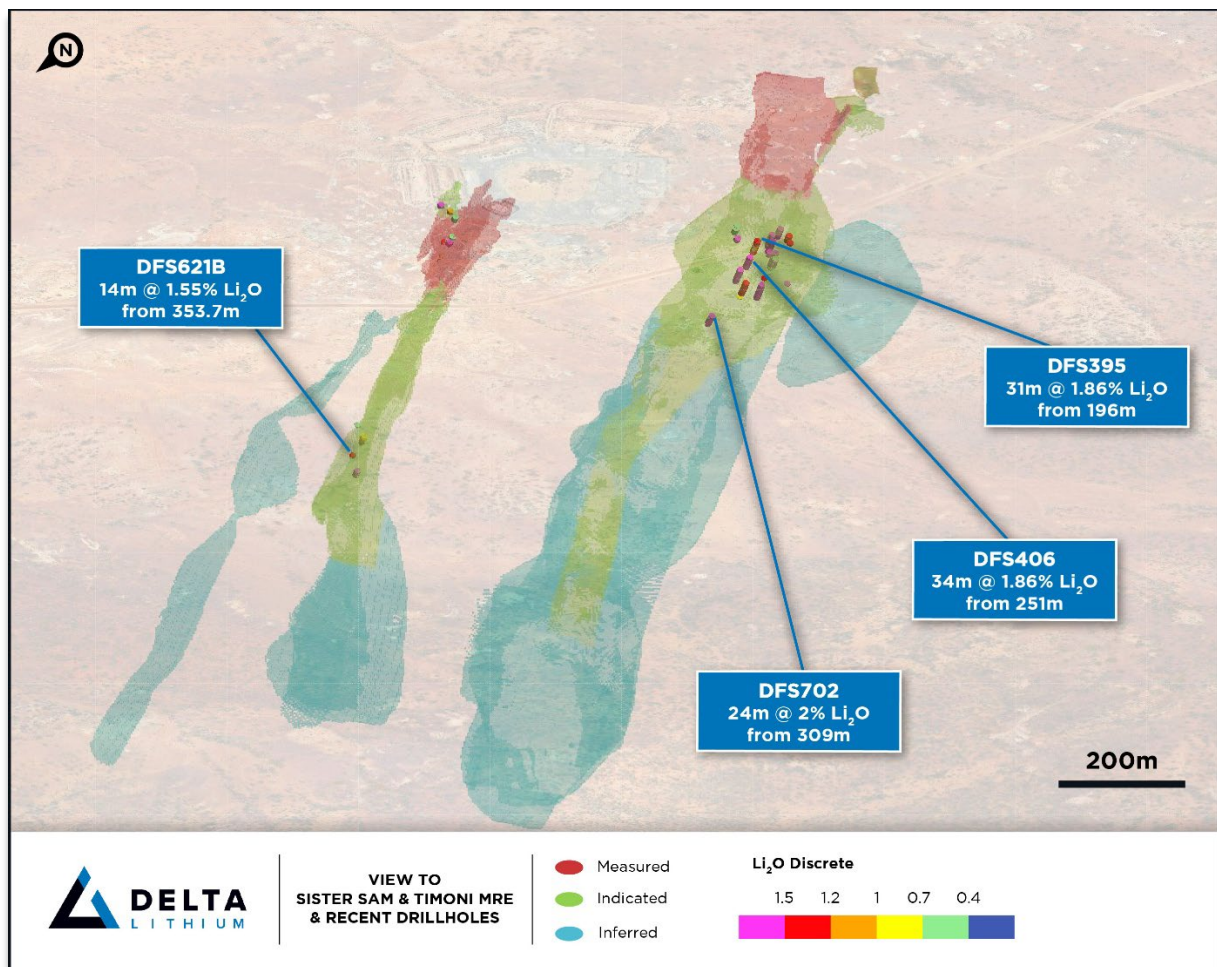 N
DFS621B
14m @ 1.55% Li₂O
from 353.7m
DFS395
31m @ 1.86% Li₂O
from 196m
DFS406
34m @ 1.86% Li₂O
from 251m
DFS702
24m @ 2% Li₂O
from 309m
200m
DELTA
LITHIUM
VIEW TO
SISTER SAM & TIMONI MRE
& RECENT DRILLHOLES
Measured
Indicated
Inferred
Li₂O Discrete
1.5 1.2 1 0.7 0.4